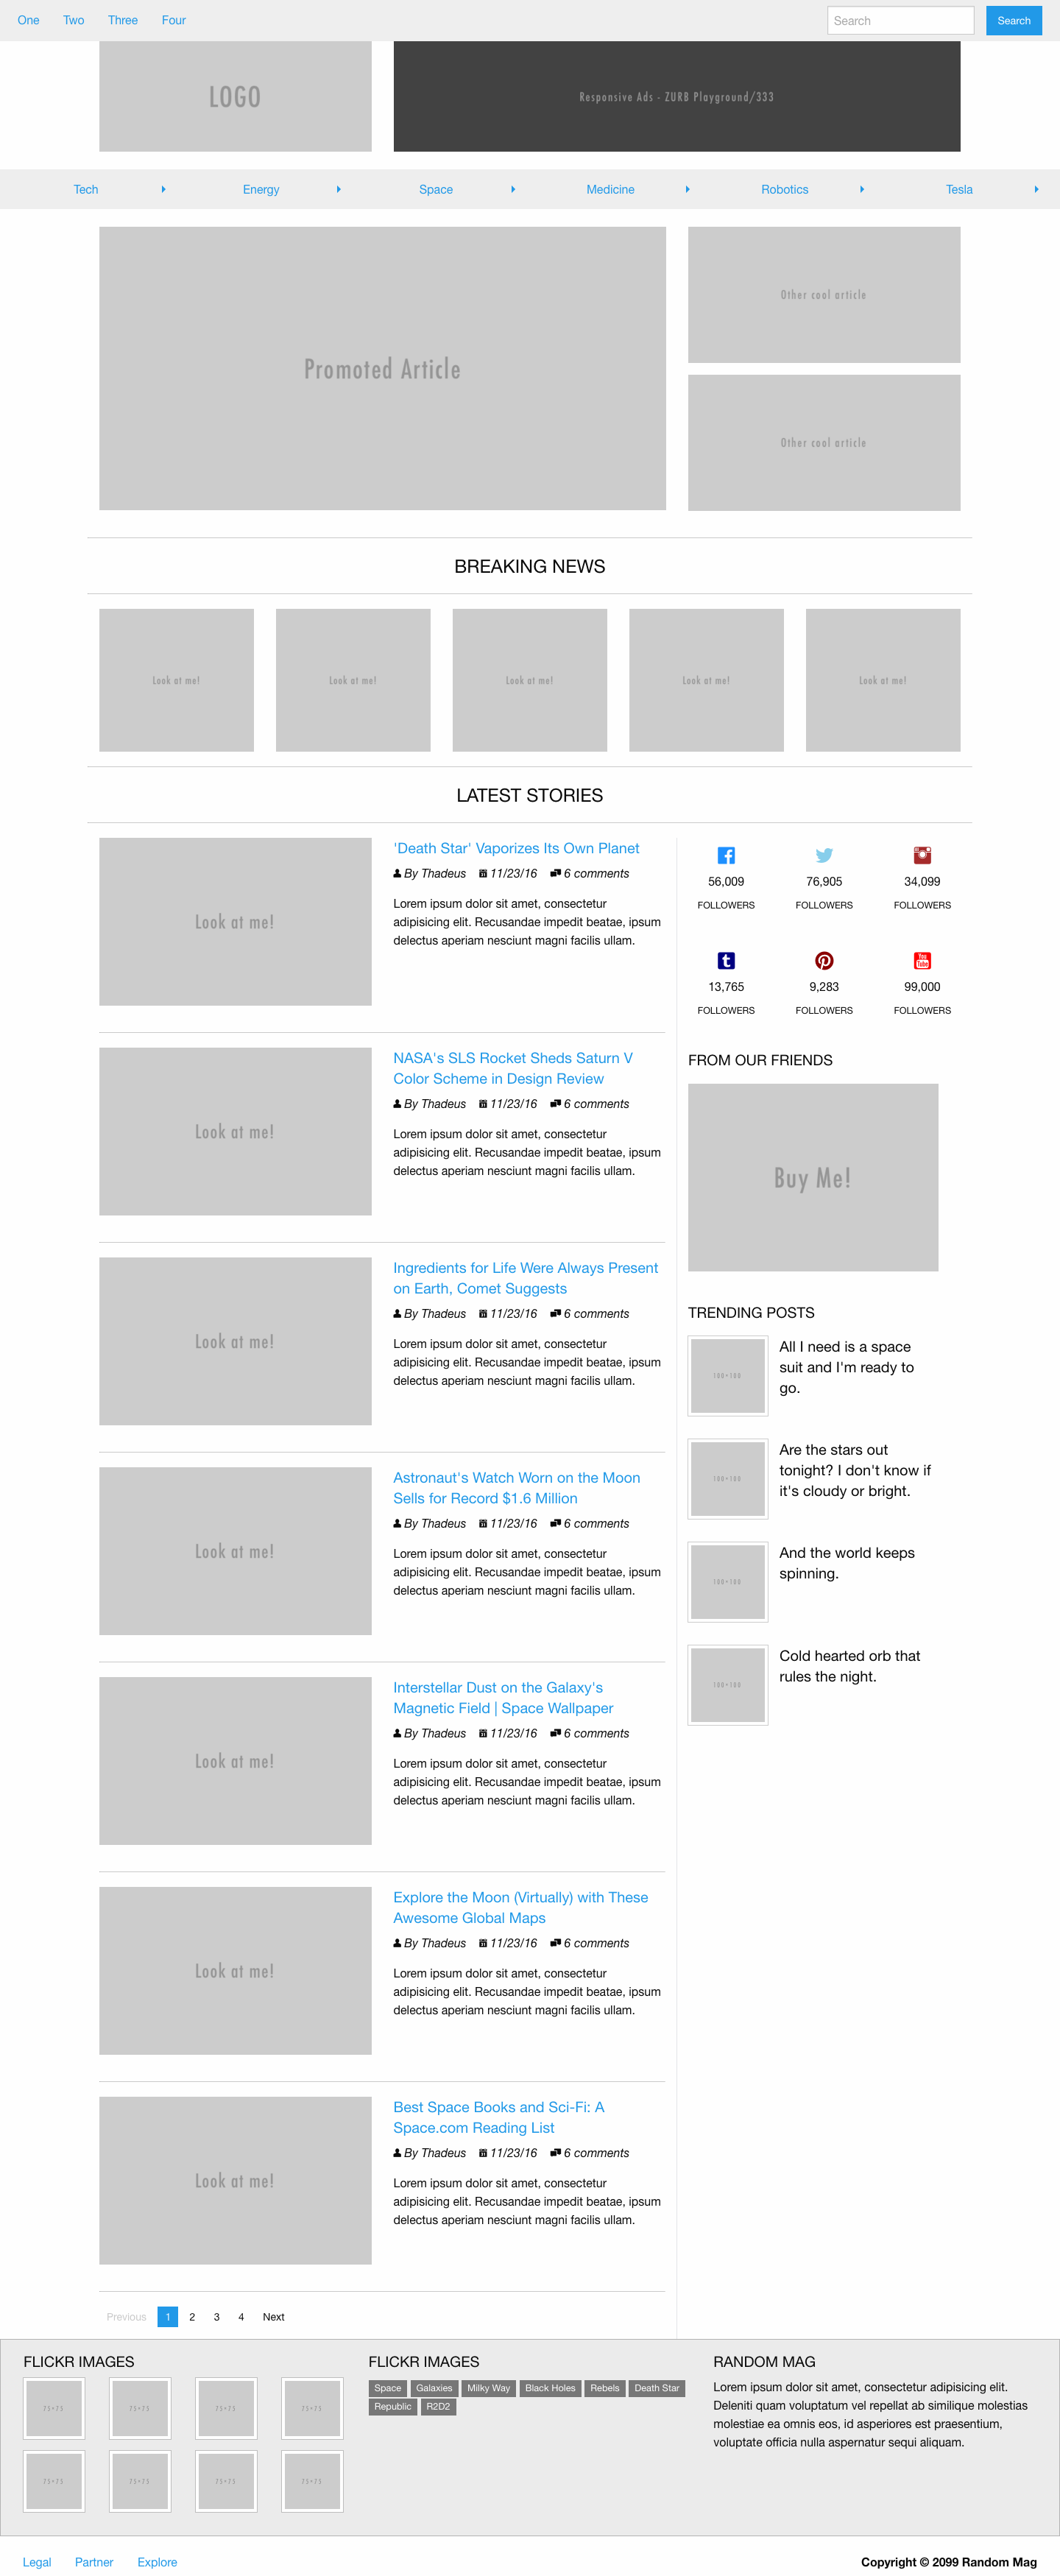 One Two Three Four Search Search
LOGO
Responsive Ads - ZURB Playground/333
Tech Energy Space Medicine Robotics Tesla
Promoted Article
Other cool article
Other cool article
BREAKING NEWS
Look at me! Look at me! Look at me! Look at me! Look at me!
LATEST STORIES
Look at me!
'Death Star' Vaporizes Its Own Planet
By Thadeus 11/23/16 6 comments
Lorem ipsum dolor sit amet, consectetur
adipisicing elit. Recusandae impedit beatae, ipsum
delectus aperiam nesciunt magni facilis ullam.
Look at me!
NASA's SLS Rocket Sheds Saturn V
Color Scheme in Design Review
By Thadeus 11/23/16 6 comments
Lorem ipsum dolor sit amet, consectetur
adipisicing elit. Recusandae impedit beatae, ipsum
delectus aperiam nesciunt magni facilis ullam.
Look at me!
Ingredients for Life Were Always Present
on Earth, Comet Suggests
By Thadeus 11/23/16 6 comments
Lorem ipsum dolor sit amet, consectetur
adipisicing elit. Recusandae impedit beatae, ipsum
delectus aperiam nesciunt magni facilis ullam.
Look at me!
Astronaut's Watch Worn on the Moon
Sells for Record $1.6 Million
By Thadeus 11/23/16 6 comments
Lorem ipsum dolor sit amet, consectetur
adipisicing elit. Recusandae impedit beatae, ipsum
delectus aperiam nesciunt magni facilis ullam.
Look at me!
Interstellar Dust on the Galaxy's
Magnetic Field | Space Wallpaper
By Thadeus 11/23/16 6 comments
Lorem ipsum dolor sit amet, consectetur
adipisicing elit. Recusandae impedit beatae, ipsum
delectus aperiam nesciunt magni facilis ullam.
Look at me!
Explore the Moon (Virtually) with These
Awesome Global Maps
By Thadeus 11/23/16 6 comments
Lorem ipsum dolor sit amet, consectetur
adipisicing elit. Recusandae impedit beatae, ipsum
delectus aperiam nesciunt magni facilis ullam.
Look at me!
Best Space Books and Sci-Fi: A
Space.com Reading List
By Thadeus 11/23/16 6 comments
Lorem ipsum dolor sit amet, consectetur
adipisicing elit. Recusandae impedit beatae, ipsum
delectus aperiam nesciunt magni facilis ullam.
Previous 1 2 3 4 Next
56,009 76,905 34,099
FOLLOWERS FOLLOWERS FOLLOWERS
You
Tube
13,765 9,283 99,000
FOLLOWERS FOLLOWERS FOLLOWERS
FROM OUR FRIENDS
Buy Me!
TRENDING POSTS
100×100
All I need is a space
suit and I'm ready to
go.
100×100
Are the stars out
tonight? I don't know if
it's cloudy or bright.
100×100
And the world keeps
spinning.
100×100
Cold hearted orb that
rules the night.
FLICKR IMAGES
75×75 75×75 75×75 75×75
75×75 75×75 75×75 75×75
FLICKR IMAGES
Space Galaxies Milky Way Black Holes Rebels Death Star
Republic R2D2
RANDOM MAG
Lorem ipsum dolor sit amet, consectetur adipisicing elit.
Deleniti quam voluptatum vel repellat ab similique molestias
molestiae ea omnis eos, id asperiores est praesentium,
voluptate officia nulla aspernatur sequi aliquam.
Legal Partner Explore
Copyright © 2099 Random Mag